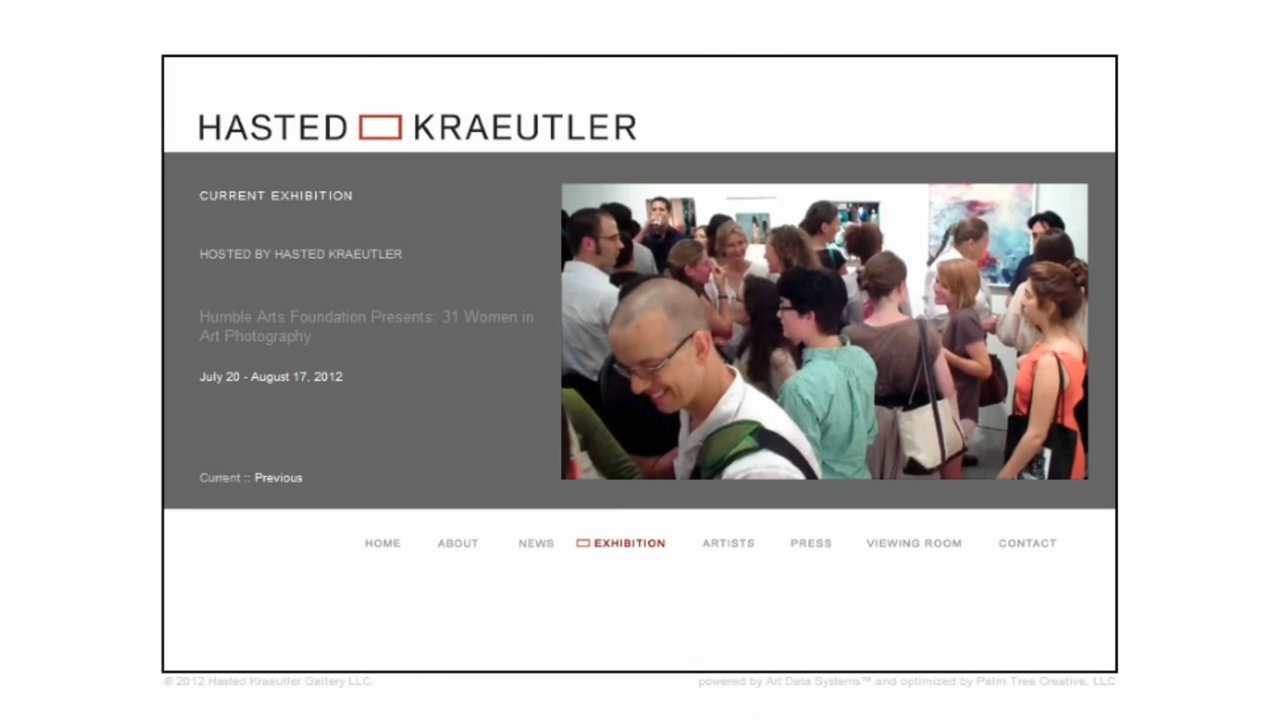 HASTED KRAEUTLER
CURRENT EXHIBITION
HOSTED BY HASTED KRAEUTLER
Humble Arts Foundation Presents: 31 Women in
Art Photography
July 20 - August 17, 2012
Current :: Previous
HOME ABOUT NEWS EXHIBITION ARTISTS PRESS VIEWING ROOM CONTACT
© 2012 Hasted Kraeutler Gallery LLC.
powered by Art Data Systems™ and optimized by Palm Tree Creative, LLC